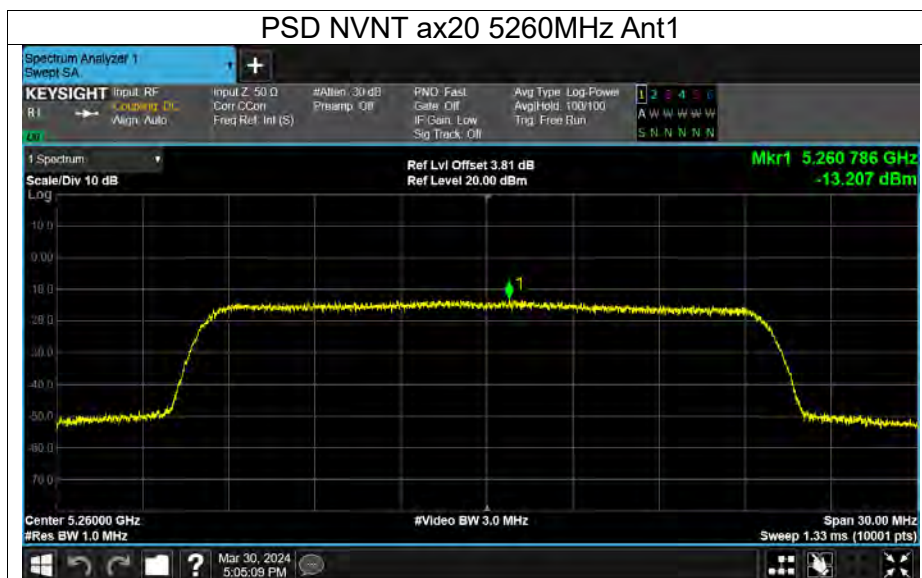 PSD NVNT ax20 5260MHz Ant1
Spectrum Analyzer 1
Swept SA
+
KEYSIGHT Input: RF
Coupling: DC
Align: Auto
Input Z: 50 Ω
Corr CCorr
Freq Ref: Int (S)
#Atten: 30 dB
Preamp: Off
PNO: Fast
Gate: Off
IF Gain: Low
Sig Track: Off
Avg Type: Log-Power
Avg|Hold: 100/100
Trig: Free Run
1 2 3 4 5 6
A W W W W W
S N N N N N
1 Spectrum
Scale/Div 10 dB
Log
Ref Lvl Offset 3.81 dB
Ref Level 20.00 dBm
Mkr1 5.260 786 GHz
-13.207 dBm
10.0
0.00
-10.0
-20.0
-30.0
-40.0
-50.0
-60.0
-70.0
1
Center 5.26000 GHz
#Res BW 1.0 MHz
#Video BW 3.0 MHz
Span 30.00 MHz
Sweep 1.33 ms (10001 pts)
?
Mar 30, 2024
5:05:09 PM